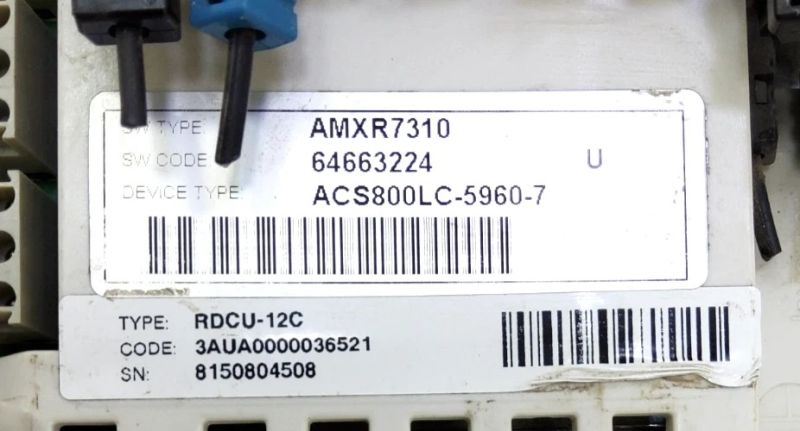 SW TYPE: AMXR7310
SW CODE: 64663224 U
DEVICE TYPE: ACS800LC-5960-7
TYPE: RDCU-12C
CODE: 3AUA0000036521
SN: 8150804508